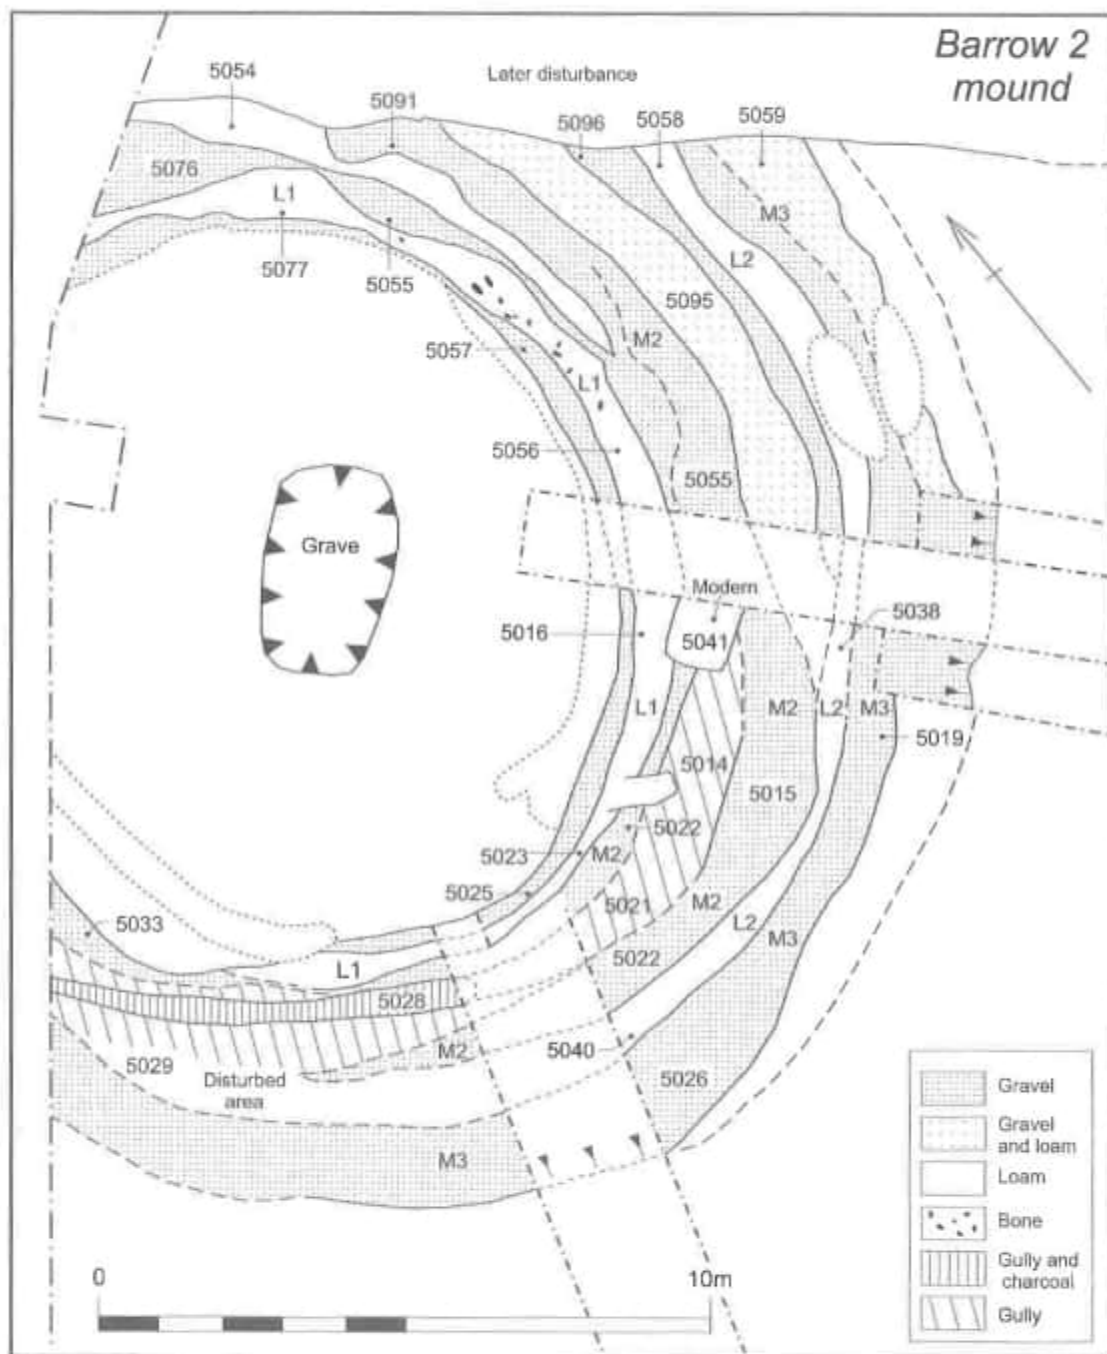 Barrow 2
mound
Later disturbance
5054
5091
5096
5058
5059
5076
L1
M3
5077
5055
L2
5095
5057
M2
L1
5056
5055
Grave
Modern
5016
5041
5038
L1
M2
L2
M3
5019
5014
5015
5022
5023
M2
5025
5021
M2
5033
L2
M3
L1
5022
5028
5040
M2
5029
Disturbed
area
5026
M3
Gravel
Gravel
and loam
Loam
Bone
Gully and
charcoal
Gully
0
10m